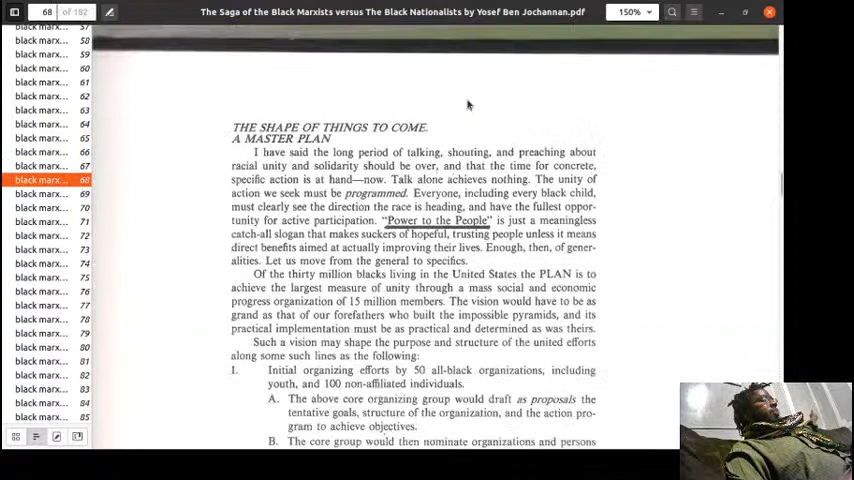 68 of 182
The Saga of the Black Marxists versus The Black Nationalists by Yosef Ben Jochannan.pdf
150%
black marx... 57
black marx... 58
black marx... 59
black marx... 60
black marx... 61
black marx... 62
black marx... 63
black marx... 64
black marx... 65
black marx... 66
black marx... 67
black marx... 68
black marx... 69
black marx... 70
black marx... 71
black marx... 72
black marx... 73
black marx... 74
black marx... 75
black marx... 76
black marx... 77
black marx... 78
black marx... 79
black marx... 80
black marx... 81
black marx... 82
black marx... 83
black marx... 84
black marx... 85
THE SHAPE OF THINGS TO COME.
A MASTER PLAN
I have said the long period of talking, shouting, and preaching about
racial unity and solidarity should be over, and that the time for concrete,
specific action is at hand—now. Talk alone achieves nothing. The unity of
action we seek must be programmed. Everyone, including every black child,
must clearly see the direction the race is heading, and have the fullest oppor-
tunity for active participation. “Power to the People” is just a meaningless
catch-all slogan that makes suckers of hopeful, trusting people unless it means
direct benefits aimed at actually improving their lives. Enough, then, of gener-
alities. Let us move from the general to specifics.
Of the thirty million blacks living in the United States the PLAN is to
achieve the largest measure of unity through a mass social and economic
progress organization of 15 million members. The vision would have to be as
grand as that of our forefathers who built the impossible pyramids, and its
practical implementation must be as practical and determined as was theirs.
Such a vision may shape the purpose and structure of the united efforts
along some such lines as the following:
I. Initial organizing efforts by 50 all-black organizations, including
youth, and 100 non-affiliated individuals.
A. The above core organizing group would draft as proposals the
tentative goals, structure of the organization, and the action pro-
gram to achieve objectives.
B. The core group would then nominate organizations and persons